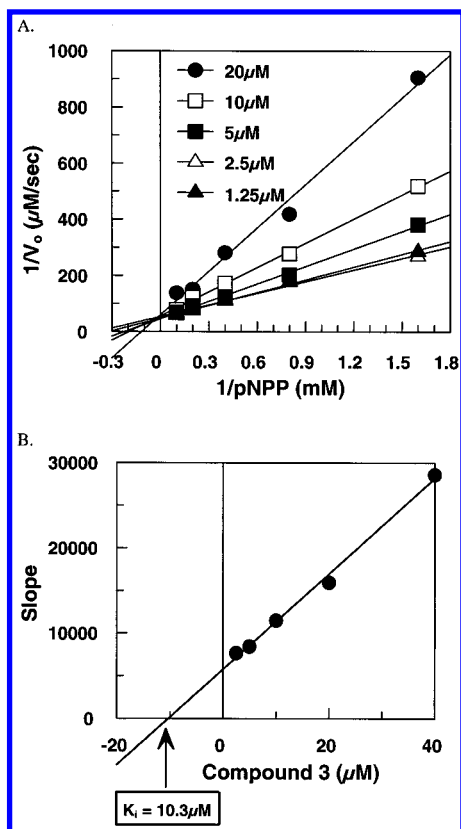 A.
1000
800
600
400
200
0
1/Vo (µM/sec)
20µM
10µM
5µM
2.5µM
1.25µM
-0.3 0 0.3 0.6 0.9 1.2 1.5 1.8
1/pNPP (mM)
B.
30000
20000
10000
0
Slope
-20 0 20 40
Compound 3 (µM)
Ki = 10.3µM